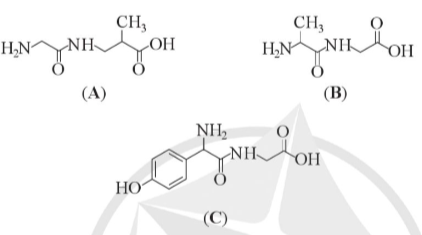 CH₃
H₂N NH OH
O O
(A)
CH₃ O
H₂N NH OH
O
(B)
NH₂ O
NH OH
HO O
(C)